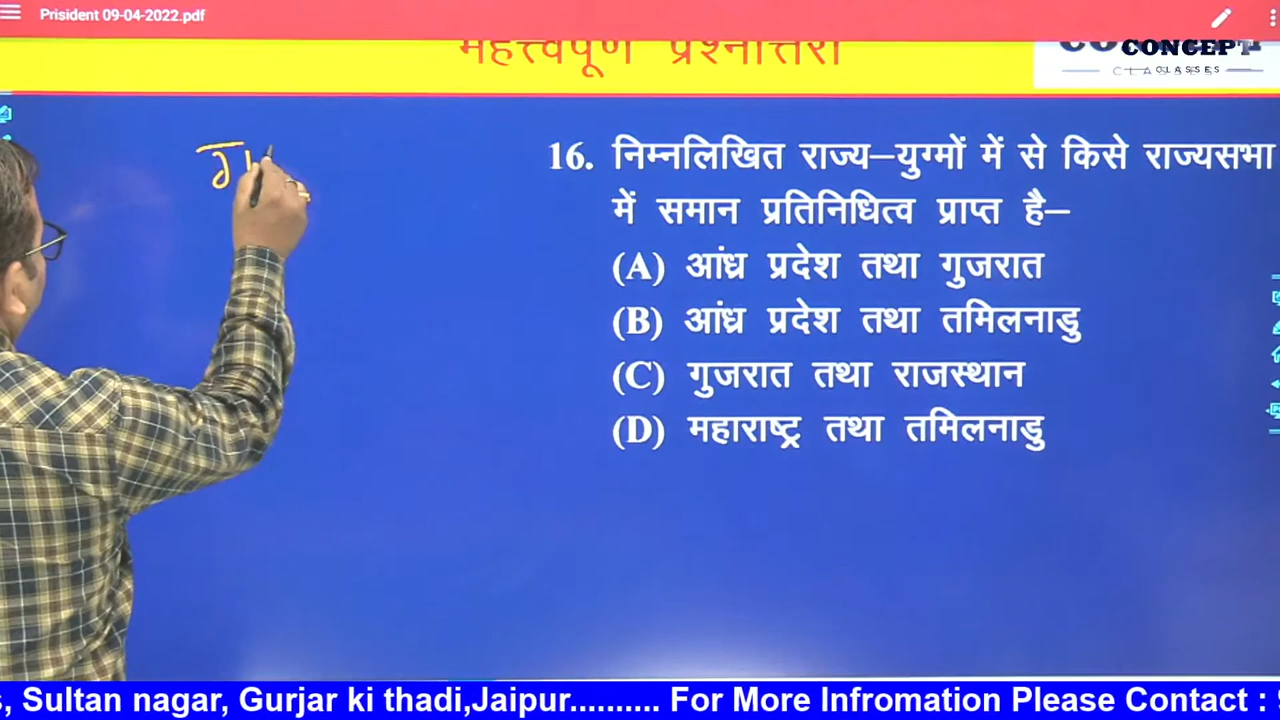 Prisident 09-04-2022.pdf
महत्त्वपूर्ण प्रश्नोत्तरी
CONCEPT
CLASSES
16. निम्नलिखित राज्य–युग्मों में से किसे राज्यसभा
में समान प्रतिनिधित्व प्राप्त है–
(A) आंध्र प्रदेश तथा गुजरात
(B) आंध्र प्रदेश तथा तमिलनाडु
(C) गुजरात तथा राजस्थान
(D) महाराष्ट्र तथा तमिलनाडु
s, Sultan nagar, Gurjar ki thadi,Jaipur.......... For More Infromation Please Contact :